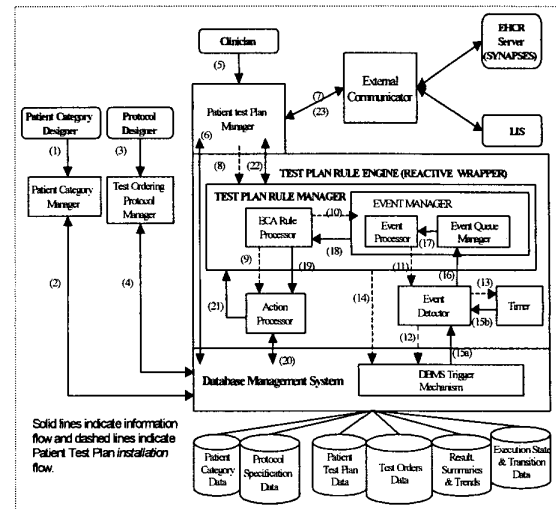 Clinician
EHCR
Server
(SYNAPSES)
(5)
External
Communicator
(7)
(23)
Patient test Plan
Manager
Patient Category
Designer
Protocol
Designer
LIS
(1)
(3)
(6)
(8)
(22)
TEST PLAN RULE ENGINE (REACTIVE WRAPPER)
Patient Category
Manager
Test Ordering
Protocol
Manager
TEST PLAN RULE MANAGER
EVENT MANAGER
ECA Rule
Processor
(10)
(18)
Event
Processor
(17)
Event Queue
Manager
(2)
(4)
(9)
(19)
(11)
(16)
(13)
(21)
Action
Processor
(14)
Event
Detector
(15b)
Timer
(12)
(20)
(15a)
Database Management System
DBMS Trigger
Mechanism
Solid lines indicate information
flow and dashed lines indicate
Patient Test Plan installation
flow.
Patient
Category
Data
Protocol
Specification
Data
Patient
Test Plan
Data
Test Orders
Data
Result
Summaries
& Trends
Execution State
& Transition
Data